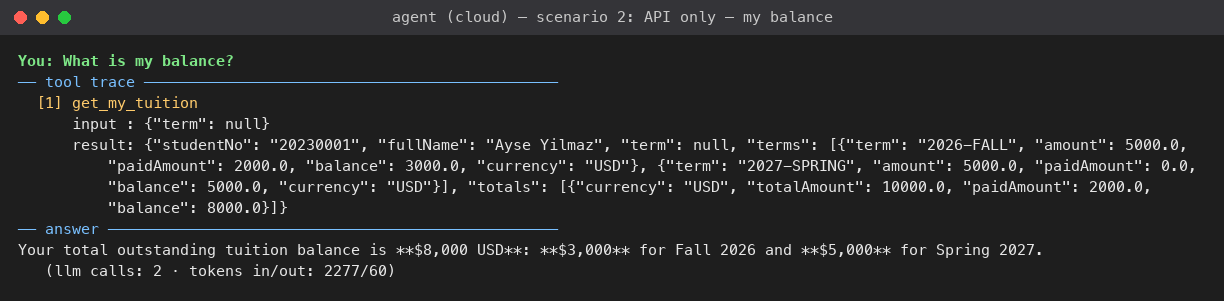 agent (cloud) — scenario 2: API only — my balance
You: What is my balance?
── tool trace ──────────────────────────────────────────────
[1] get_my_tuition
input : {"term": null}
result: {"studentNo": "20230001", "fullName": "Ayse Yilmaz", "term": null, "terms": [{"term": "2026-FALL", "amount": 5000.0,
"paidAmount": 2000.0, "balance": 3000.0, "currency": "USD"}, {"term": "2027-SPRING", "amount": 5000.0, "paidAmount": 0.0,
"balance": 5000.0, "currency": "USD"}], "totals": [{"currency": "USD", "totalAmount": 10000.0, "paidAmount": 2000.0,
"balance": 8000.0}]}
── answer ──────────────────────────────────────────────────
Your total outstanding tuition balance is **$8,000 USD**: **$3,000** for Fall 2026 and **$5,000** for Spring 2027.
(llm calls: 2 · tokens in/out: 2277/60)